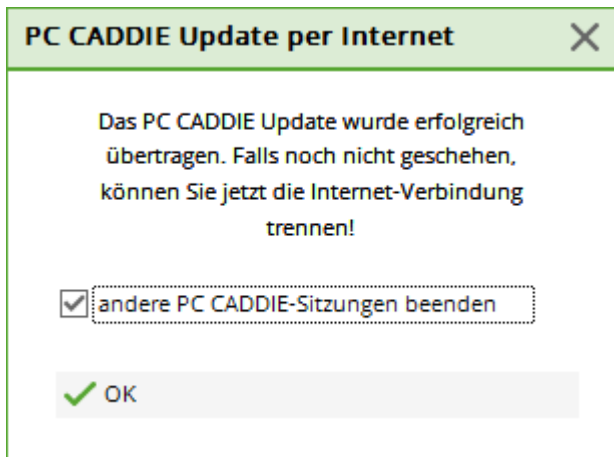 PC CADDIE Update per Internet
Das PC CADDIE Update wurde erfolgreich
übertragen. Falls noch nicht geschehen,
können Sie jetzt die Internet-Verbindung
trennen!
andere PC CADDIE-Sitzungen beenden
OK